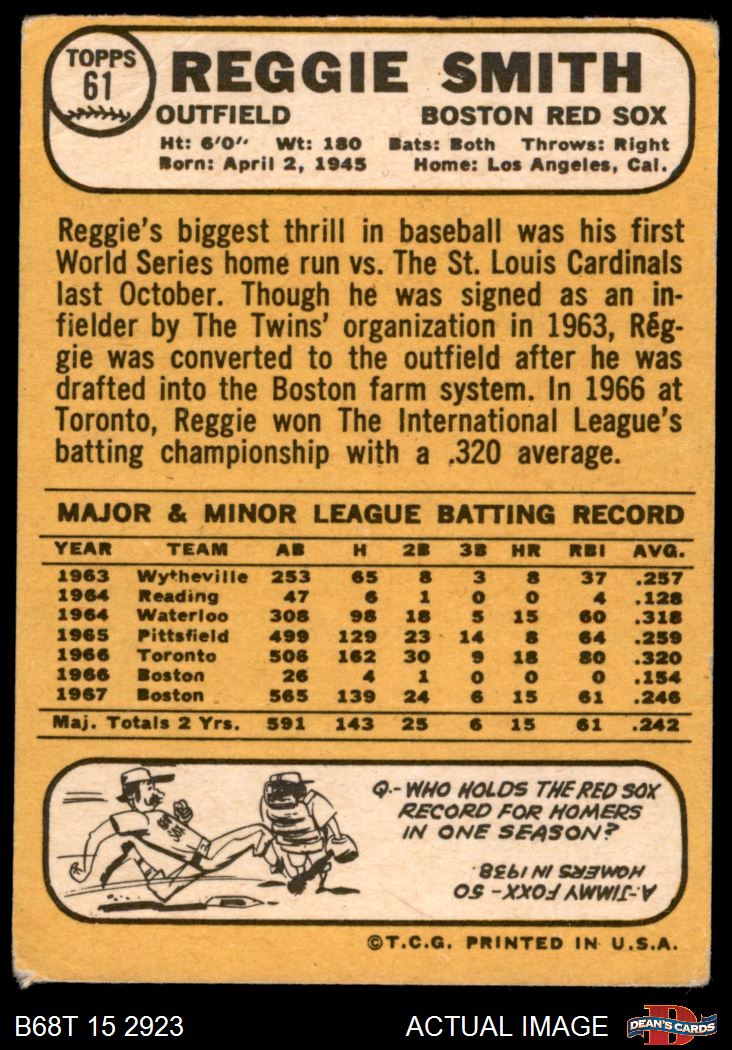 TOPPS
61
REGGIE SMITH
OUTFIELD BOSTON RED SOX
Ht: 6'0" Wt: 180 Bats: Both Throws: Right
Born: April 2, 1945 Home: Los Angeles, Cal.
Reggie's biggest thrill in baseball was his first
World Series home run vs. The St. Louis Cardinals
last October. Though he was signed as an in-
fielder by The Twins' organization in 1963, Reg-
gie was converted to the outfield after he was
drafted into the Boston farm system. In 1966 at
Toronto, Reggie won The International League's
batting championship with a .320 average.
MAJOR & MINOR LEAGUE BATTING RECORD
YEAR TEAM AB H 2B 3B HR RBI AVG.
1963 Wytheville 253 65 8 3 8 37 .257
1964 Reading 47 6 1 0 0 4 .128
1964 Waterloo 308 98 18 5 15 60 .318
1965 Pittsfield 499 129 23 14 8 64 .259
1966 Toronto 506 162 30 9 18 80 .320
1966 Boston 26 4 1 0 0 0 .154
1967 Boston 565 139 24 6 15 61 .246
Maj. Totals 2 Yrs. 591 143 25 6 15 61 .242
RED SOX
Q.-WHO HOLDS THE RED SOX
RECORD FOR HOMERS
IN ONE SEASON?
A-JIMMY FOXX-50
HOMERS IN 1938.
©T.C.G. PRINTED IN U.S.A.
B68T 15 2923 ACTUAL IMAGE
DEAN'S CARDS